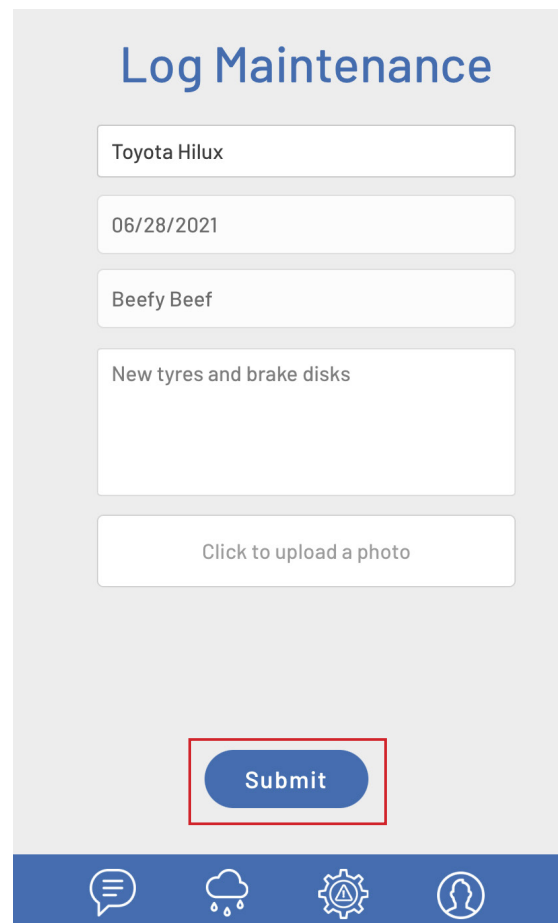 Log Maintenance
Toyota Hilux
06/28/2021
Beefy Beef
New tyres and brake disks
Click to upload a photo
Submit